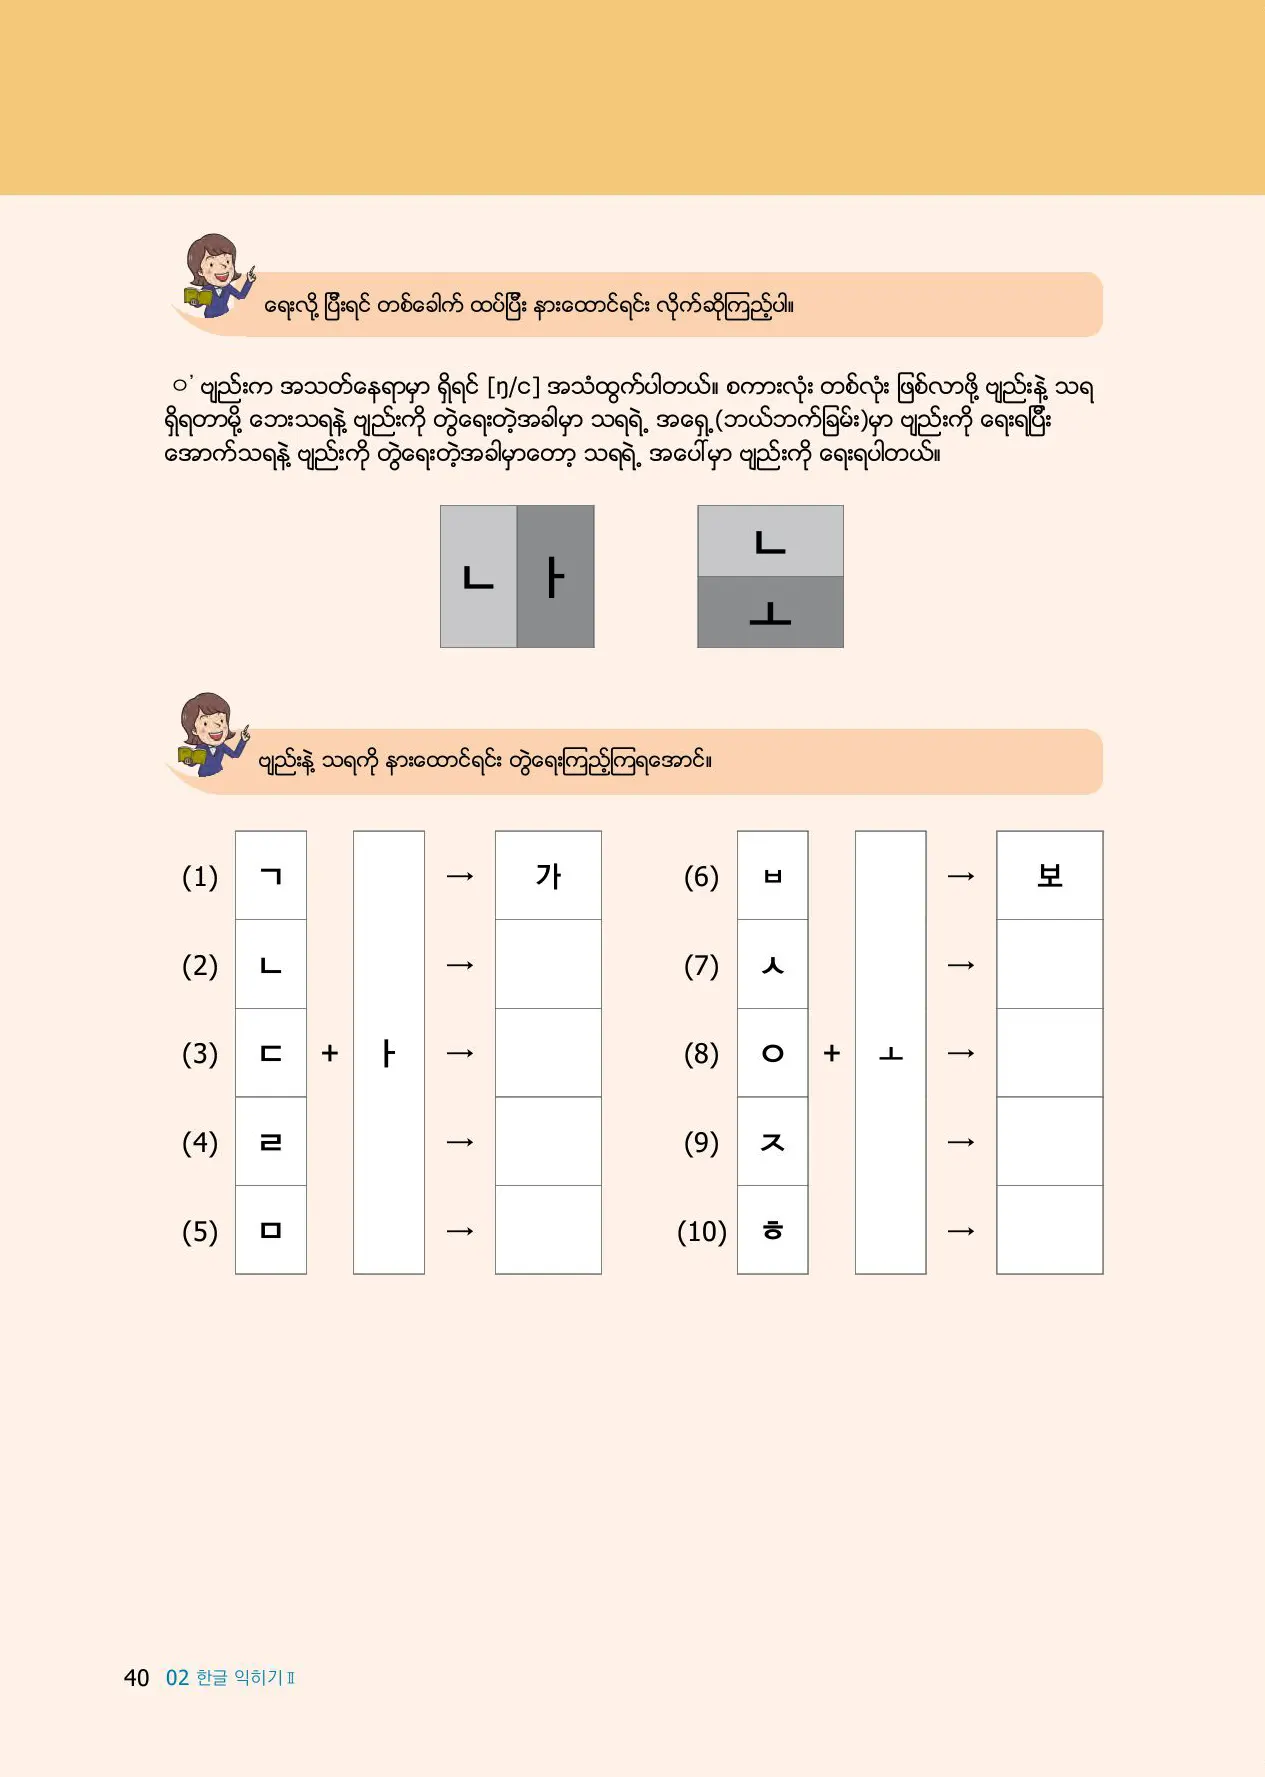 ရေးလို့ ပြီးရင် တစ်ခေါက် ထပ်ပြီး နားထောင်ရင်း လိုက်ဆိုကြည့်ပါ။
ㅇ’ ဗျည်းက အသတ်နေရာမှာ ရှိရင် [ŋ/င] အသံထွက်ပါတယ်။ စကားလုံး တစ်လုံး ဖြစ်လာဖို့ ဗျည်းနဲ့ သရ
ရှိရတာမို့ ဘေးသရနဲ့ ဗျည်းကို တွဲရေးတဲ့အခါမှာ သရရဲ့ အရှေ့(ဘယ်ဘက်ခြမ်း)မှာ ဗျည်းကို ရေးရပြီး
အောက်သရနဲ့ ဗျည်းကို တွဲရေးတဲ့အခါမှာတော့ သရရဲ့ အပေါ်မှာ ဗျည်းကို ရေးရပါတယ်။
ㄴ ㅏ
ㄴ
ㅗ
ဗျည်းနဲ့ သရကို နားထောင်ရင်း တွဲရေးကြည့်ကြရအောင်။
(1) ㄱ → 가
(2) ㄴ →
(3) ㄷ + ㅏ →
(4) ㄹ →
(5) ㅁ →
(6) ㅂ → 보
(7) ㅅ →
(8) ㅇ + ㅗ →
(9) ㅈ →
(10) ㅎ →
40 02 한글 익히기Ⅱ